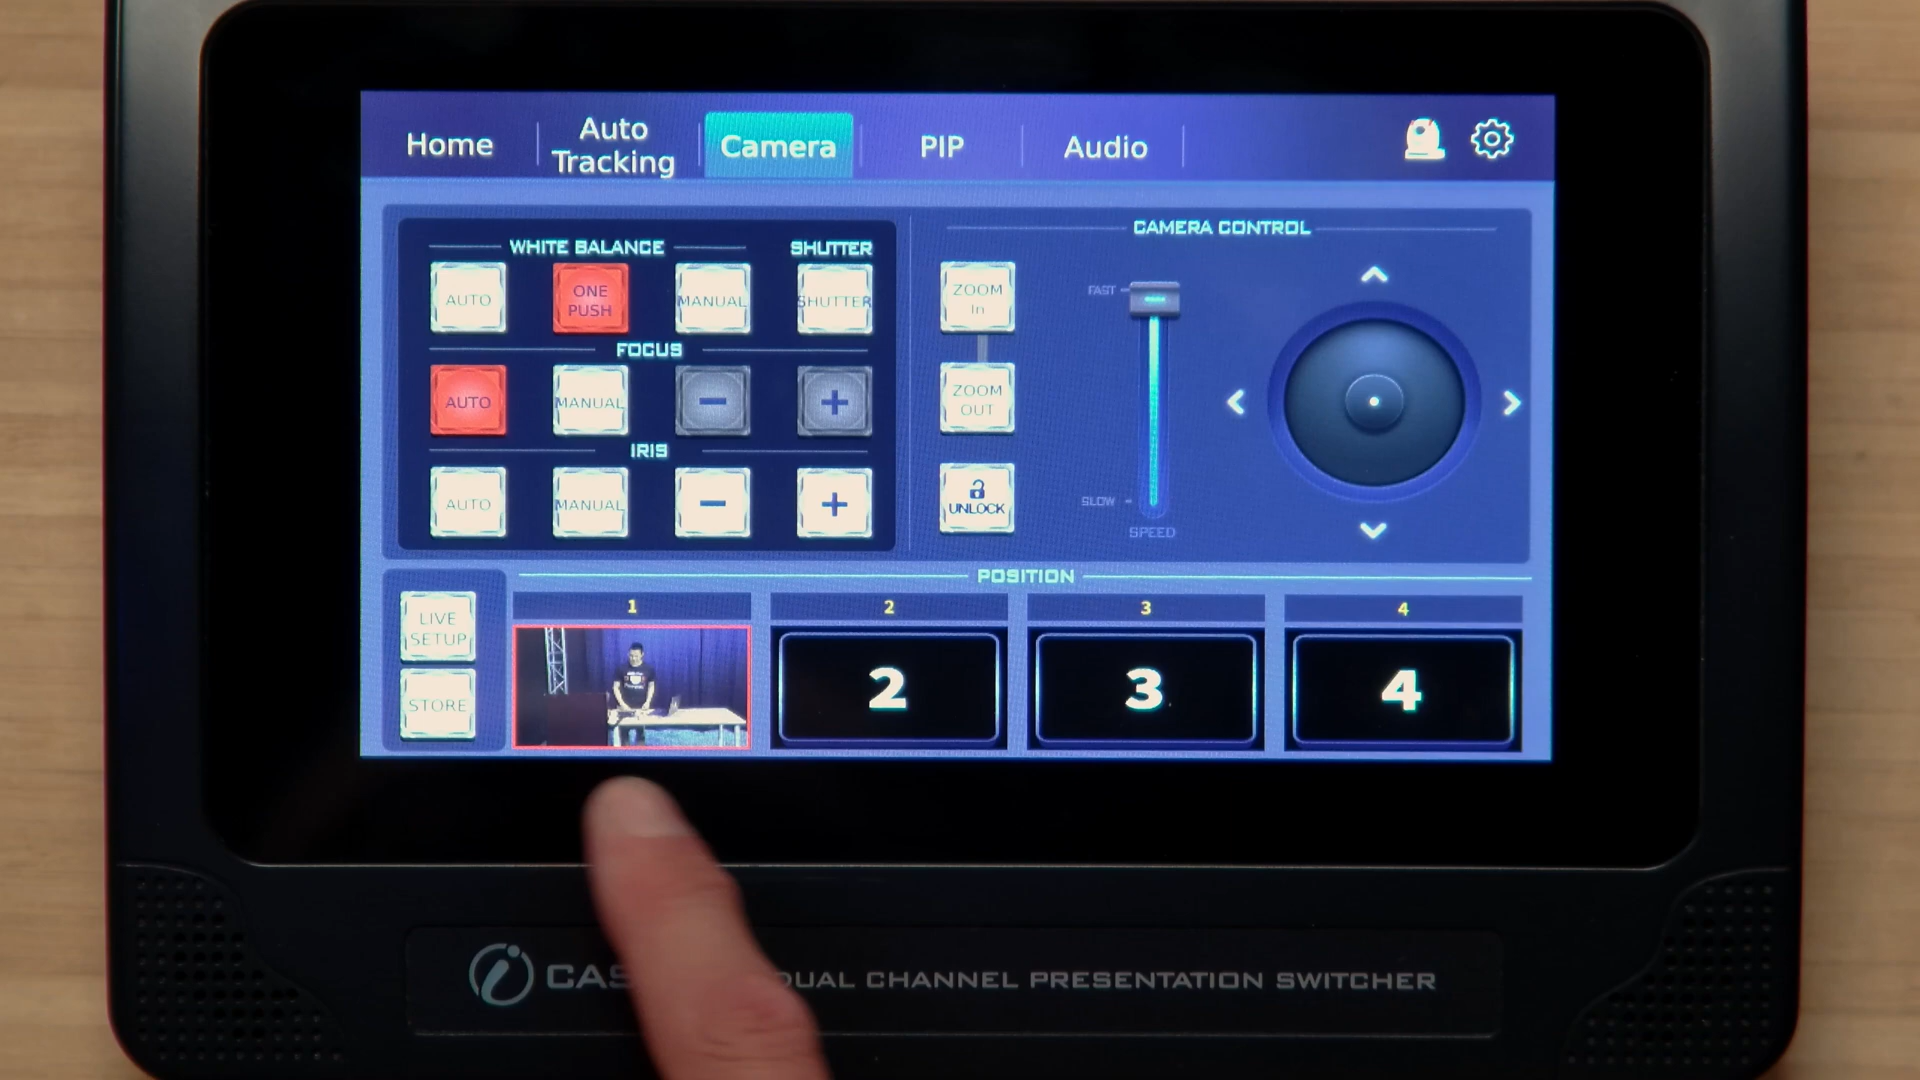 Home
Auto
Tracking
Camera
PIP
Audio
WHITE BALANCE
SHUTTER
AUTO
ONE
PUSH
MANUAL
SHUTTER
FOCUS
AUTO
MANUAL
−
+
IRIS
AUTO
MANUAL
−
+
CAMERA CONTROL
ZOOM
In
ZOOM
OUT
UNLOCK
FAST
SLOW
SPEED
POSITION
LIVE
SETUP
STORE
1
2
3
4
2
3
4
DUAL CHANNEL PRESENTATION SWITCHER